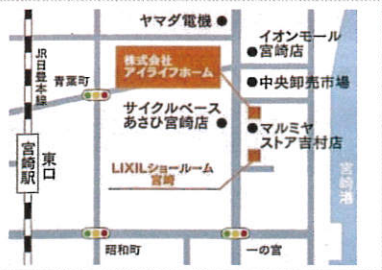 ヤマダ電機
イオンモール
宮崎店
JR日豊本線
株式会社
アイライフホーム
青葉町
中央卸売市場
サイクルベース
あさひ宮崎店
マルミヤ
ストア吉村店
宮崎駅
東口
LIXILショールーム
宮崎
宮崎港
昭和町
一の宮